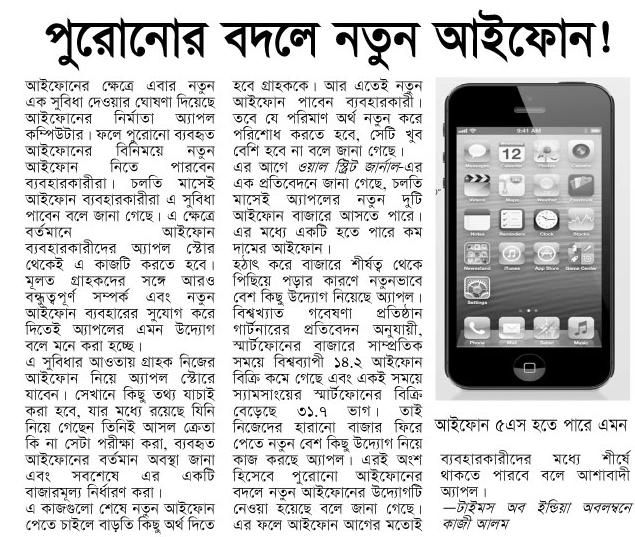 পুরোনোর বদলে নতুন আইফোন!
আইফোনের ক্ষেত্রে এবার নতুন
এক সুবিধা দেওয়ার ঘোষণা দিয়েছে
আইফোনের নির্মাতা অ্যাপল
কম্পিউটার। ফলে পুরোনো ব্যবহৃত
আইফোনের বিনিময়ে নতুন
আইফোন নিতে পারবেন
ব্যবহারকারীরা। চলতি মাসেই
আইফোন ব্যবহারকারীরা এ সুবিধা
পাবেন বলে জানা গেছে। এ ক্ষেত্রে
বর্তমানে আইফোন
ব্যবহারকারীদের অ্যাপল স্টোর
থেকেই এ কাজটি করতে হবে।
মূলত গ্রাহকদের সঙ্গে আরও
বন্ধুত্বপূর্ণ সম্পর্ক এবং নতুন
আইফোন ব্যবহারের সুযোগ করে
দিতেই অ্যাপলের এমন উদ্যোগ
বলে মনে করা হচ্ছে।
এ সুবিধার আওতায় গ্রাহক নিজের
আইফোন নিয়ে অ্যাপল স্টোরে
যাবেন। সেখানে কিছু তথ্য যাচাই
করা হবে, যার মধ্যে রয়েছে যিনি
নিয়ে গেছেন তিনিই আসল ক্রেতা
কি না সেটা পরীক্ষা করা, ব্যবহৃত
আইফোনের বর্তমান অবস্থা জানা
এবং সবশেষে এর একটি
বাজারমূল্য নির্ধারণ করা।
এ কাজগুলো শেষে নতুন আইফোন
পেতে চাইলে বাড়তি কিছু অর্থ দিতে
হবে গ্রাহককে। আর এতেই নতুন
আইফোন পাবেন ব্যবহারকারী।
তবে যে পরিমাণ অর্থ নতুন করে
পরিশোধ করতে হবে, সেটি খুব
বেশি হবে না বলে জানা গেছে।
এর আগে ওয়াল স্ট্রিট জার্নাল-এর
এক প্রতিবেদনে জানা গেছে, চলতি
মাসেই অ্যাপলের নতুন দুটি
আইফোন বাজারে আসতে পারে।
এর মধ্যে একটি হতে পারে কম
দামের আইফোন।
হঠাৎ করে বাজারে শীর্ষত্ব থেকে
পিছিয়ে পড়ার কারণে নতুনভাবে
বেশ কিছু উদ্যোগ নিয়েছে অ্যাপল।
বিশ্বখ্যাত গবেষণা প্রতিষ্ঠান
গার্টনারের প্রতিবেদন অনুযায়ী,
স্মার্টফোনের বাজারে সাম্প্রতিক
সময়ে বিশ্বব্যাপী ১৪.২ আইফোন
বিক্রি কমে গেছে এবং একই সময়ে
স্যামসাংয়ের স্মার্টফোনের বিক্রি
বেড়েছে ৩১.৭ ভাগ। তাই
নিজেদের হারানো বাজার ফিরে
পেতে নতুন বেশ কিছু উদ্যোগ নিয়ে
কাজ করছে অ্যাপল। এরই অংশ
হিসেবে পুরোনো আইফোনের
বদলে নতুন আইফোনের উদ্যোগটি
নেওয়া হয়েছে বলে জানা গেছে।
এর ফলে আইফোন আগের মতোই
9:41 AM
Messages
12
Photos
Camera
Videos
Maps
Weather
Passbook
Notes
Reminders
Clock
Stocks
Newsstand
iTunes
App Store
Game Center
Settings
Phone
Mail
Safari
Music
আইফোন ৫এস হতে পারে এমন
ব্যবহারকারীদের মধ্যে শীর্ষে
থাকতে পারবে বলে আশাবাদী
অ্যাপল।
—টাইমস অব ইন্ডিয়া অবলম্বনে
কাজী আলম